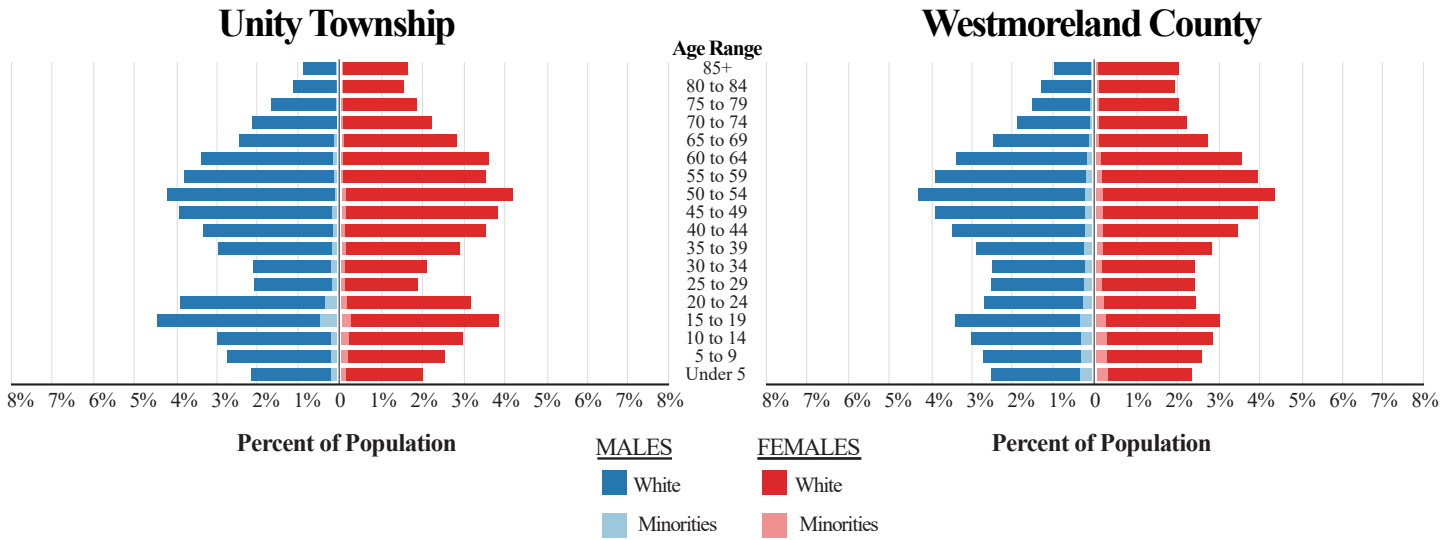 Unity Township
Westmoreland County
Age Range
85+
80 to 84
75 to 79
70 to 74
65 to 69
60 to 64
55 to 59
50 to 54
45 to 49
40 to 44
35 to 39
30 to 34
25 to 29
20 to 24
15 to 19
10 to 14
5 to 9
Under 5
8% 7% 6% 5% 4% 3% 2% 1% 0 1% 2% 3% 4% 5% 6% 7% 8%
8% 7% 6% 5% 4% 3% 2% 1% 0 1% 2% 3% 4% 5% 6% 7% 8%
Percent of Population
Percent of Population
MALES
White
Minorities
FEMALES
White
Minorities